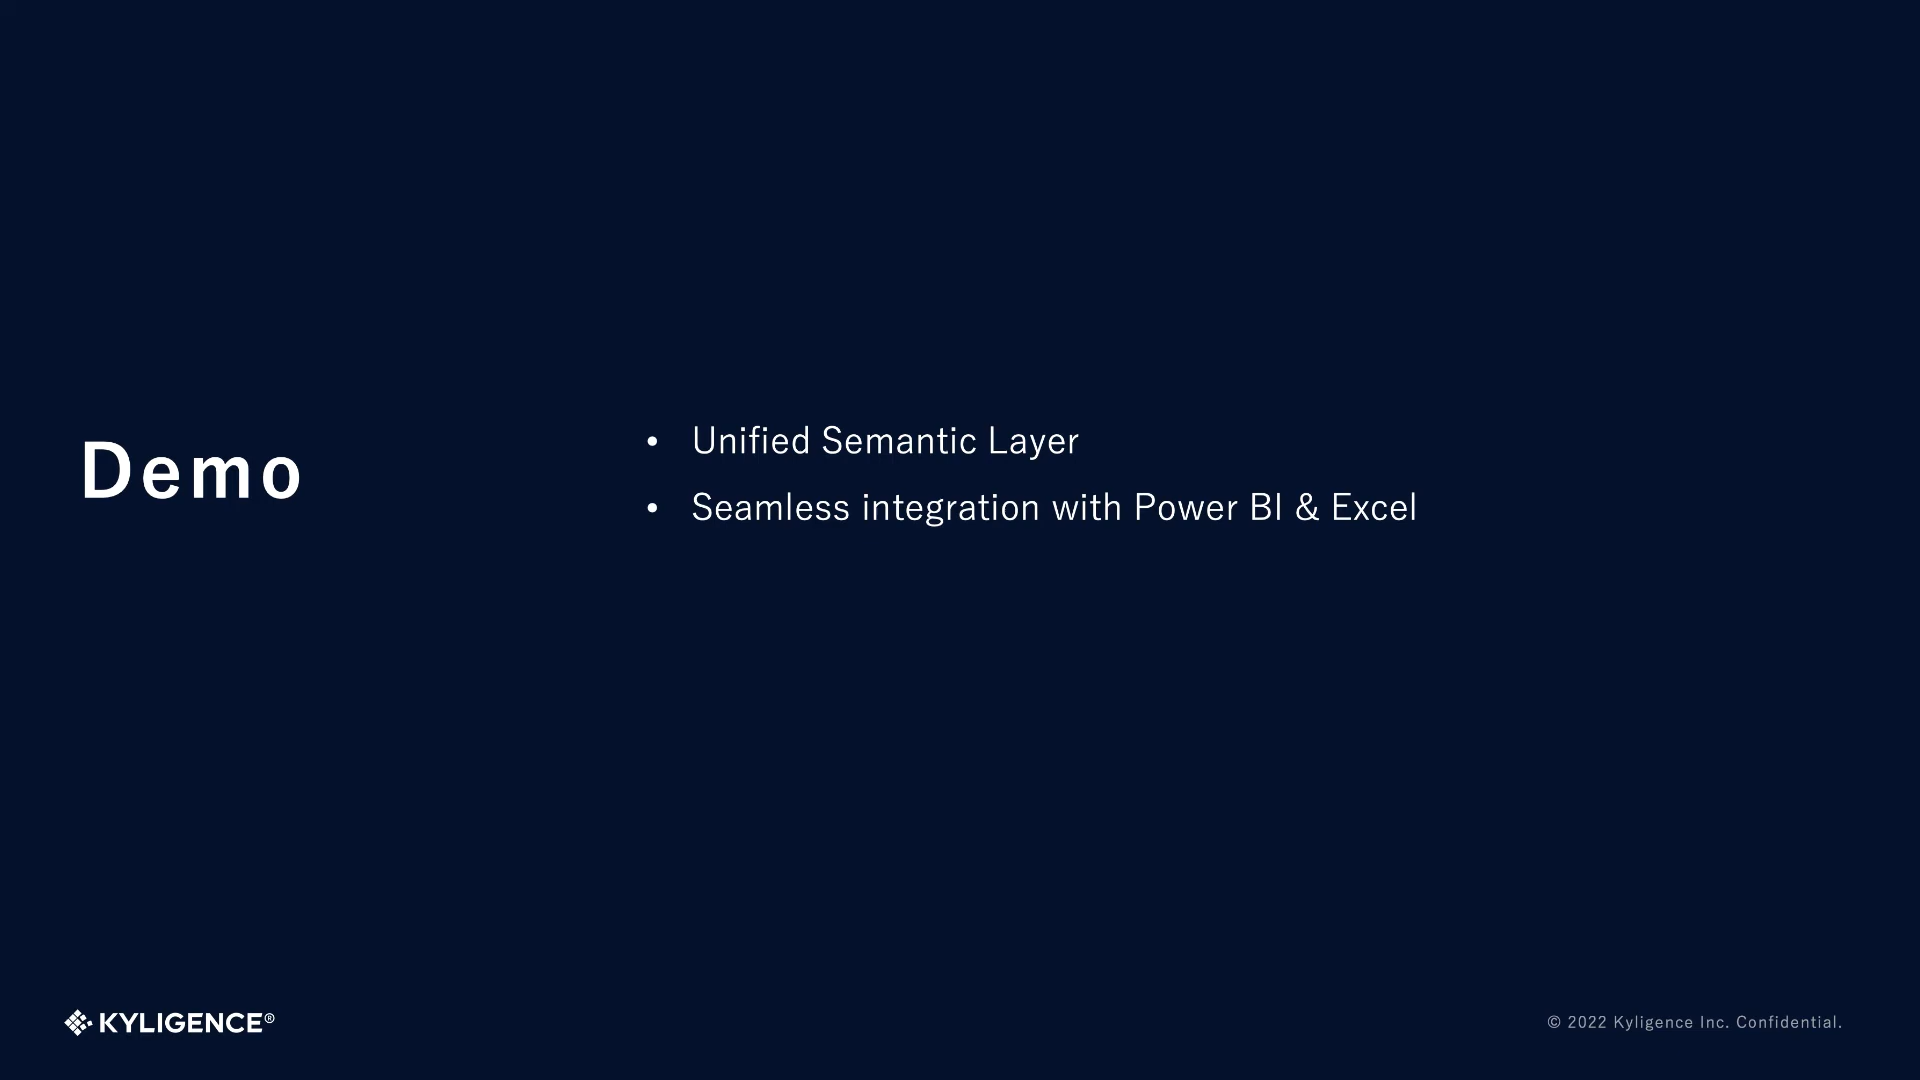 Demo
• Unified Semantic Layer
• Seamless integration with Power BI & Excel
KYLIGENCE®
© 2022 Kyligence Inc. Confidential.